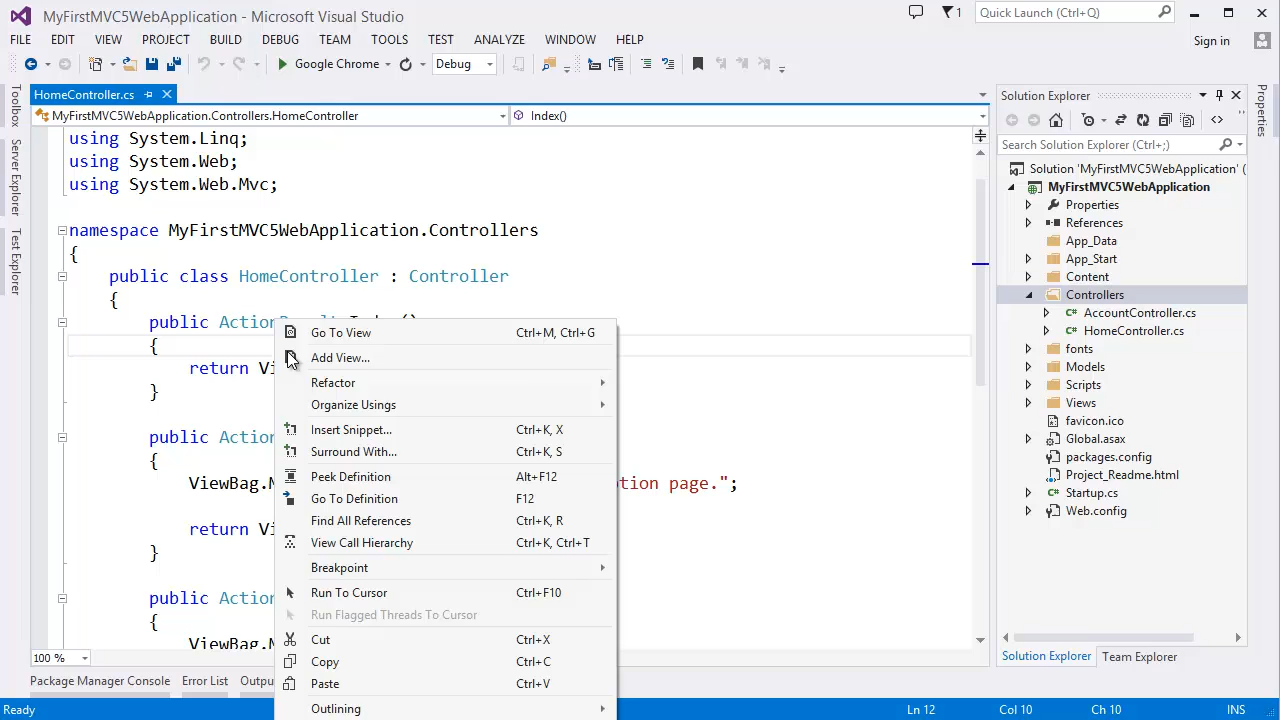 MyFirstMVC5WebApplication - Microsoft Visual Studio
1
Quick Launch (Ctrl+Q)
FILE EDIT VIEW PROJECT BUILD DEBUG TEAM TOOLS TEST ANALYZE WINDOW HELP
Sign in
Google Chrome
Debug
Toolbox
Server Explorer
Test Explorer
HomeController.cs
MyFirstMVC5WebApplication.Controllers.HomeController
Index()
using System.Linq;
using System.Web;
using System.Web.Mvc;
namespace MyFirstMVC5WebApplication.Controllers
{
public class HomeController : Controller
{
public
{
return
}
public
{
tion page.";
return
}
public
{
Go To View Ctrl+M, Ctrl+G
Add View...
Refactor
Organize Usings
Insert Snippet... Ctrl+K, X
Surround With... Ctrl+K, S
Peek Definition Alt+F12
Go To Definition F12
Find All References Ctrl+K, R
View Call Hierarchy Ctrl+K, Ctrl+T
Breakpoint
Run To Cursor Ctrl+F10
Run Flagged Threads To Cursor
Cut Ctrl+X
Copy Ctrl+C
Paste Ctrl+V
Outlining
100 %
Package Manager Console Error List
Solution Explorer
Search Solution Explorer (Ctrl+;)
Solution 'MyFirstMVC5WebApplication' (
MyFirstMVC5WebApplication
Properties
References
App_Data
App_Start
Content
Controllers
AccountController.cs
HomeController.cs
fonts
Models
Scripts
Views
favicon.ico
Global.asax
packages.config
Project_Readme.html
Startup.cs
Web.config
Solution Explorer Team Explorer
Properties
Ready
Ln 12 Col 10 Ch 10 INS